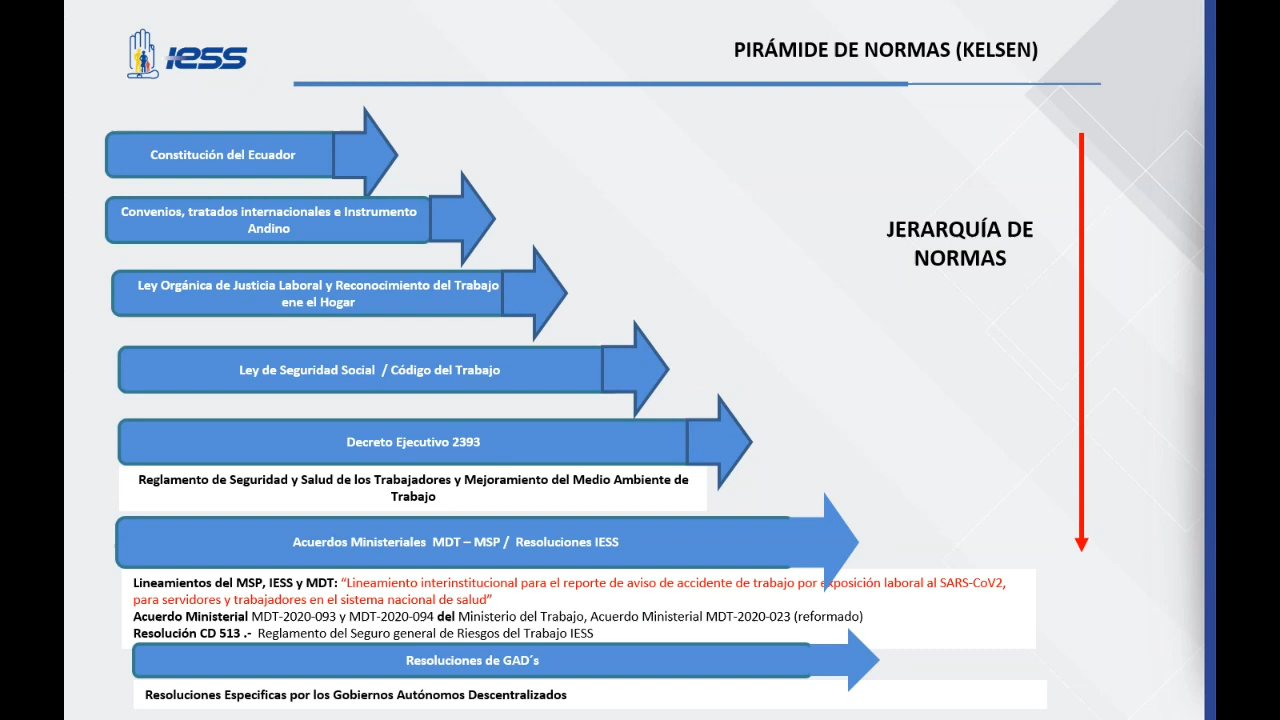 IESS
PIRÁMIDE DE NORMAS (KELSEN)
Constitución del Ecuador
Convenios, tratados internacionales e Instrumento
Andino
JERARQUÍA DE
NORMAS
Ley Orgánica de Justicia Laboral y Reconocimiento del Trabajo
ene el Hogar
Ley de Seguridad Social / Código del Trabajo
Decreto Ejecutivo 2393
Reglamento de Seguridad y Salud de los Trabajadores y Mejoramiento del Medio Ambiente de
Trabajo
Acuerdos Ministeriales MDT – MSP / Resoluciones IESS
Lineamientos del MSP, IESS y MDT: “Lineamiento interinstitucional para el reporte de aviso de accidente de trabajo por exposición laboral al SARS-CoV2,
para servidores y trabajadores en el sistema nacional de salud”
Acuerdo Ministerial MDT-2020-093 y MDT-2020-094 del Ministerio del Trabajo, Acuerdo Ministerial MDT-2020-023 (reformado)
Resolución CD 513 .- Reglamento del Seguro general de Riesgos del Trabajo IESS
Resoluciones de GAD´s
Resoluciones Especificas por los Gobiernos Autónomos Descentralizados